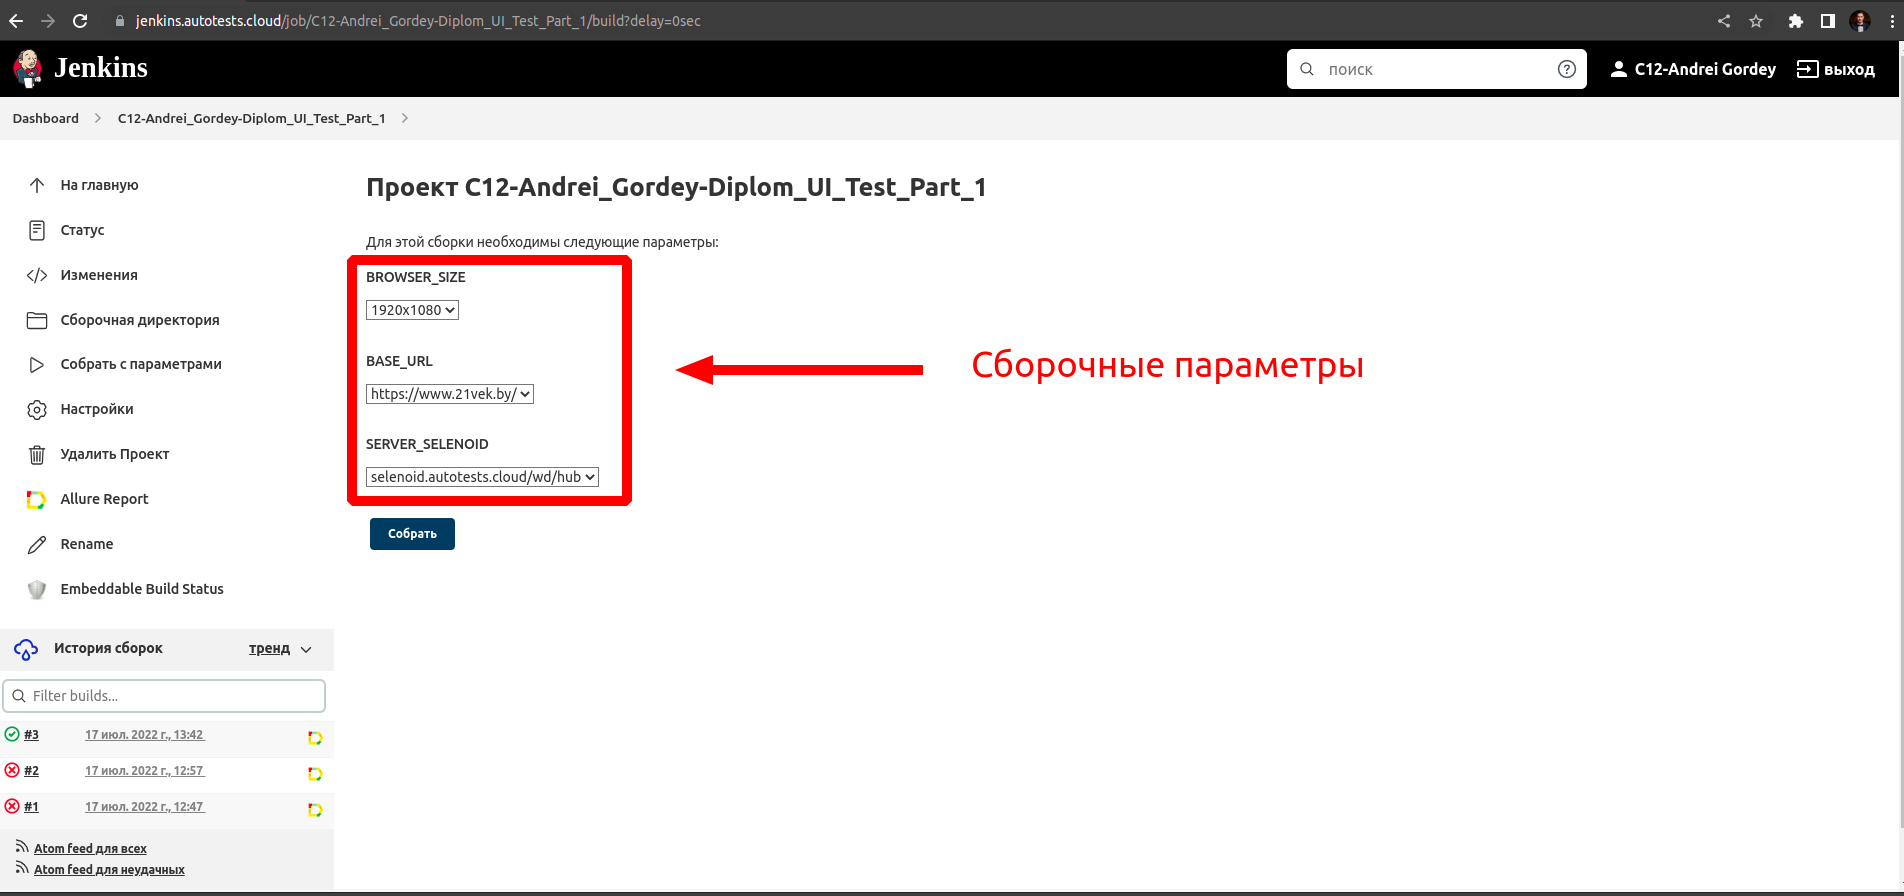 jenkins.autotests.cloud/job/C12-Andrei_Gordey-Diplom_UI_Test_Part_1/build?delay=0sec
Jenkins
поиск
C12-Andrei Gordey
выход
Dashboard
C12-Andrei_Gordey-Diplom_UI_Test_Part_1
На главную
Статус
Изменения
Сборочная директория
Собрать с параметрами
Настройки
Удалить Проект
Allure Report
Rename
Embeddable Build Status
История сборок
тренд
Filter builds...
#3 17 июл. 2022 г., 13:42
#2 17 июл. 2022 г., 12:57
#1 17 июл. 2022 г., 12:47
Atom feed для всех
Atom feed для неудачных
Проект C12-Andrei_Gordey-Diplom_UI_Test_Part_1
Для этой сборки необходимы следующие параметры:
BROWSER_SIZE
1920x1080
BASE_URL
https://www.21vek.by/
SERVER_SELENOID
selenoid.autotests.cloud/wd/hub
Собрать
Сборочные параметры